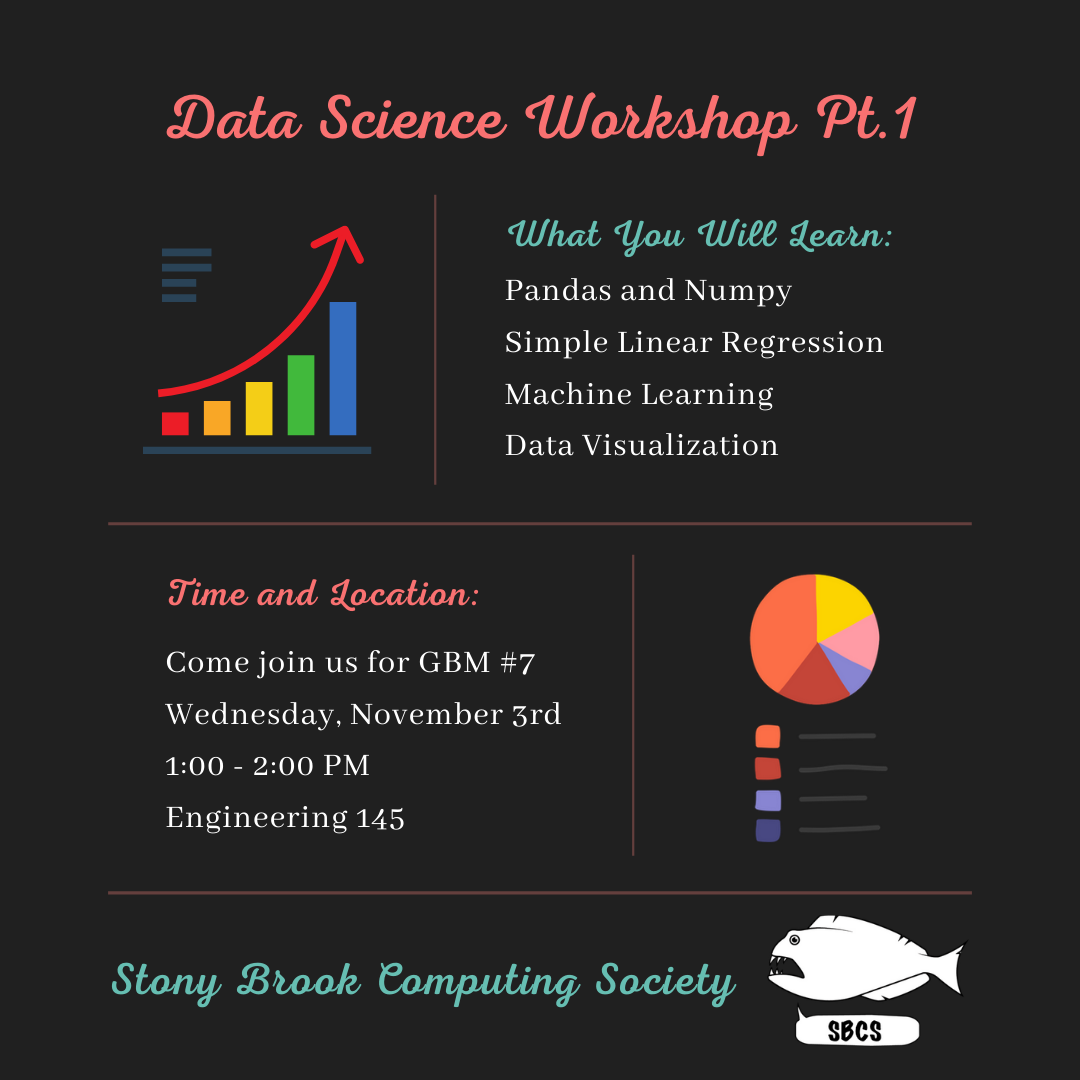 Data Science Workshop Pt.1
What You Will Learn:
Pandas and Numpy
Simple Linear Regression
Machine Learning
Data Visualization
Time and Location:
Come join us for GBM #7
Wednesday, November 3rd
1:00 - 2:00 PM
Engineering 145
Stony Brook Computing Society
SBCS